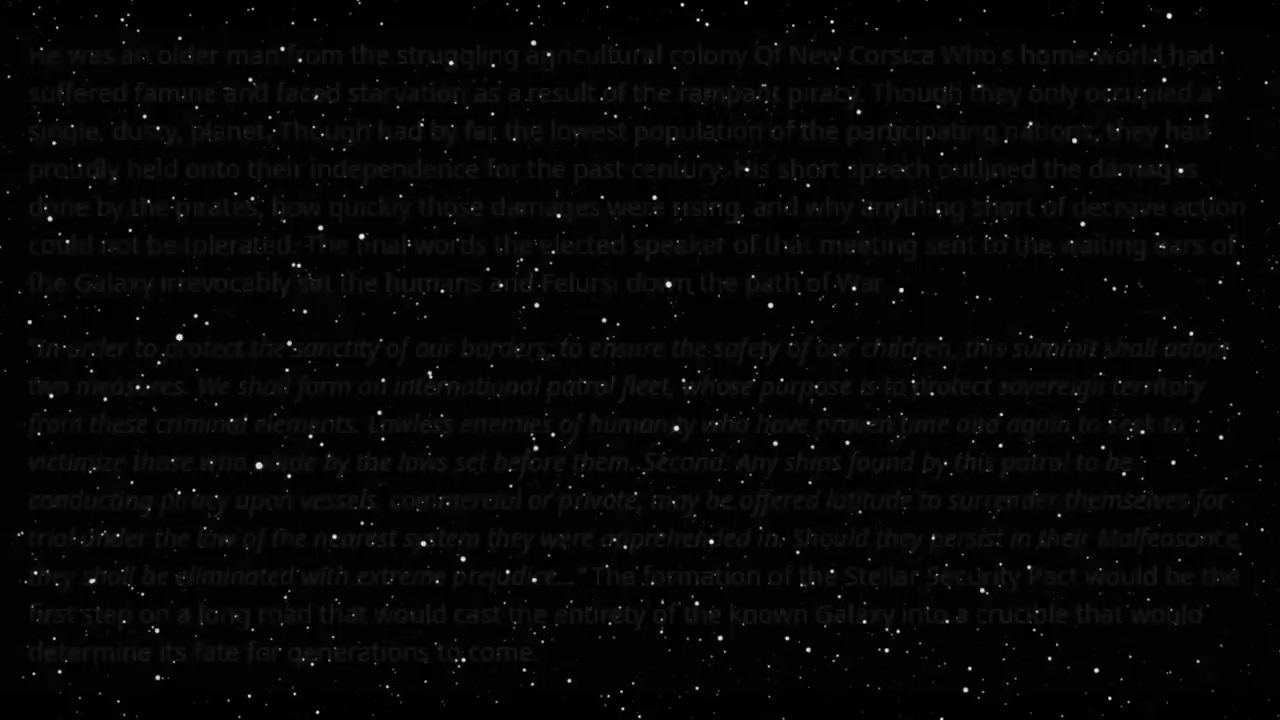 He was an older man from the struggling agricultural colony Of New Corsica Who's home world had
suffered famine and faced starvation as a result of the rampant piracy. Though they only occupied a
single, dusty, planet. Though had by far the lowest population of the participating nations, they had
proudly held onto their independence for the past century. His short speech outlined the damages
done by the pirates, how quickly those damages were rising, and why anything short of decisive action
could not be tolerated. The final words the elected speaker of that meeting sent to the waiting ears of
the Galaxy irrevocably set the humans and Felursi down the path of War.
"In order to protect the sanctity of our borders, to ensure the safety of our children, this summit shall adopt
two measures. We shall form an international patrol fleet, whose purpose is to protect sovereign territory
from these criminal elements. Lawless enemies of humanity who have proven time and again to seek to
victimize those who abide by the laws set before them. Second. Any ships found by this patrol to be
conducting piracy upon vessels, commercial or private, may be offered latitude to surrender themselves for
trial under the law of the nearest system they were apprehended in. Should they persist in their Malfeasance,
they shall be eliminated with extreme prejudice..." The formation of the Stellar Security Pact would be the
first step on a long road that would cast the entirety of the known Galaxy into a crucible that would
determine its fate for generations to come.